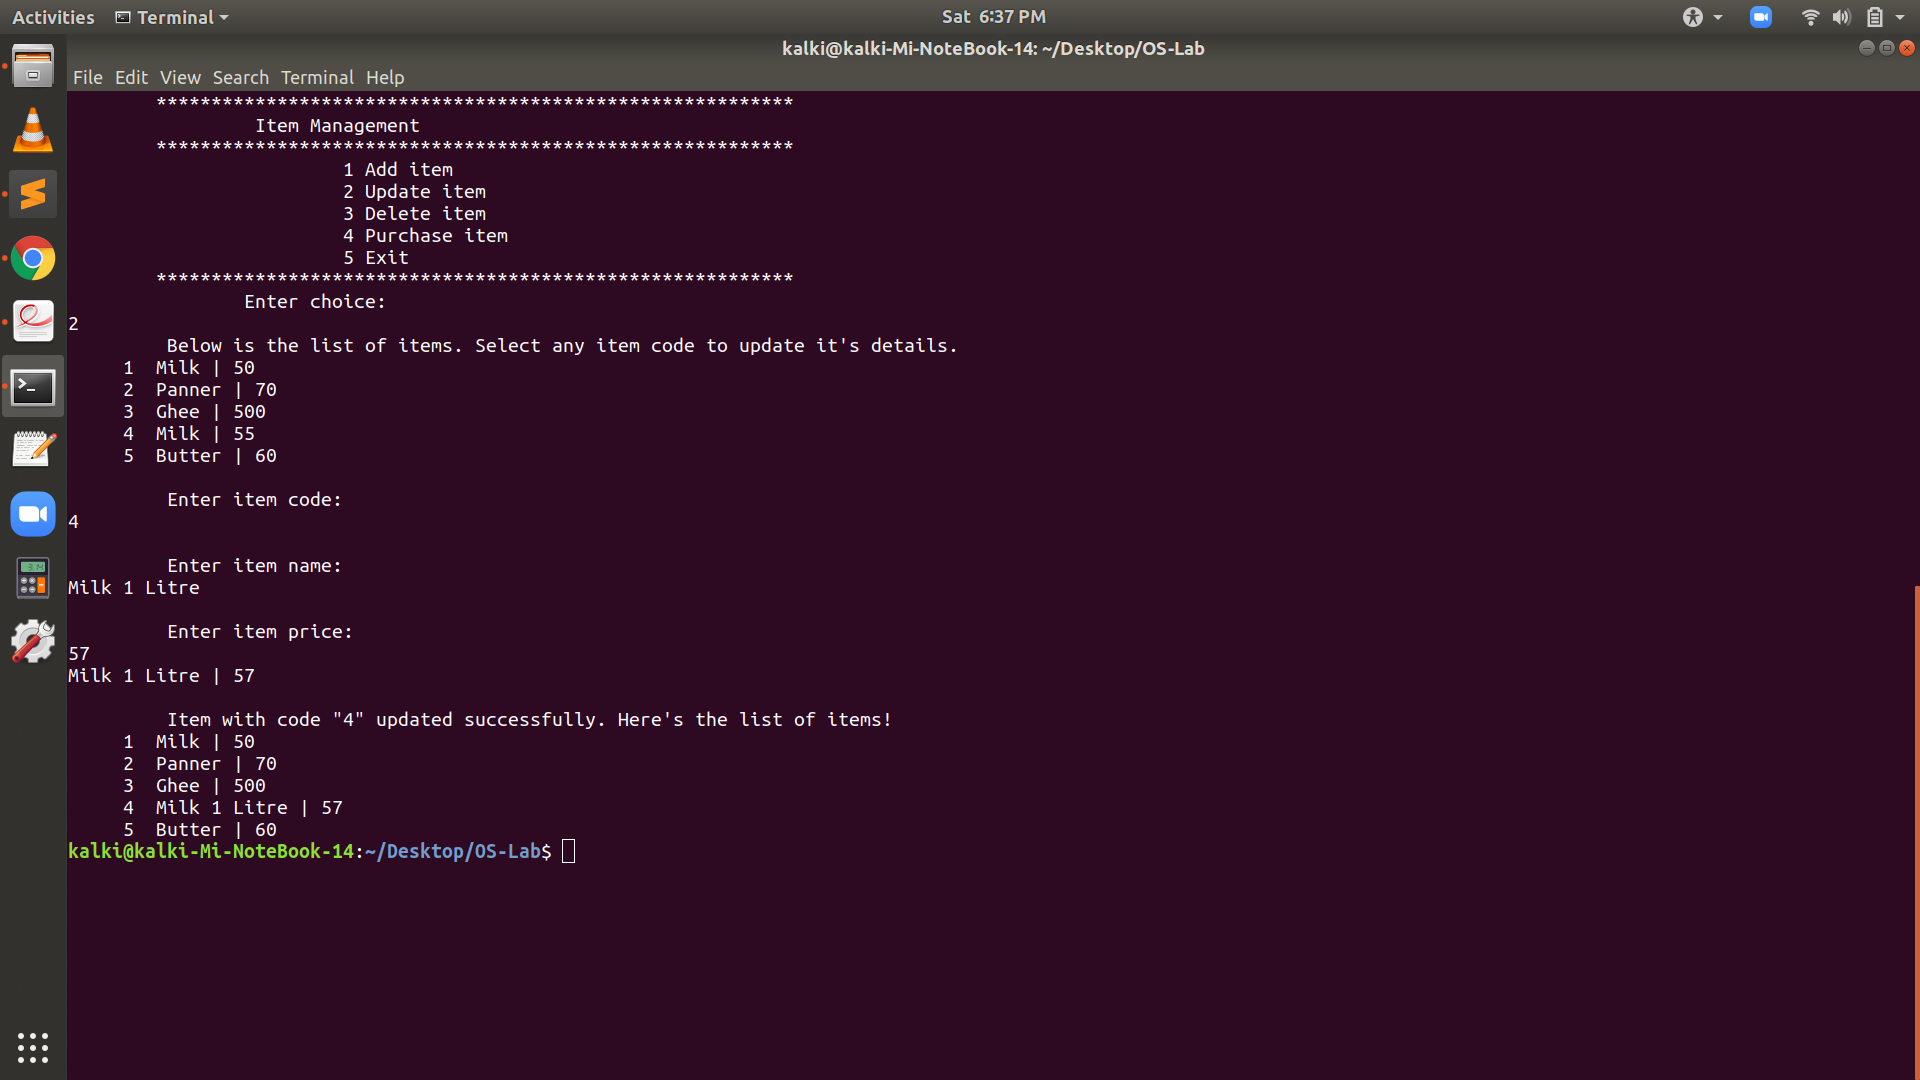 Activities Terminal Sat 6:37 PM
kalki@kalki-Mi-NoteBook-14: ~/Desktop/OS-Lab
File Edit View Search Terminal Help
**********************************************************
Item Management
**********************************************************
1 Add item
2 Update item
3 Delete item
4 Purchase item
5 Exit
**********************************************************
Enter choice:
2
Below is the list of items. Select any item code to update it's details.
1 Milk | 50
2 Panner | 70
3 Ghee | 500
4 Milk | 55
5 Butter | 60
Enter item code:
4
Enter item name:
Milk 1 Litre
Enter item price:
57
Milk 1 Litre | 57
Item with code "4" updated successfully. Here's the list of items!
1 Milk | 50
2 Panner | 70
3 Ghee | 500
4 Milk 1 Litre | 57
5 Butter | 60
kalki@kalki-Mi-NoteBook-14:~/Desktop/OS-Lab$